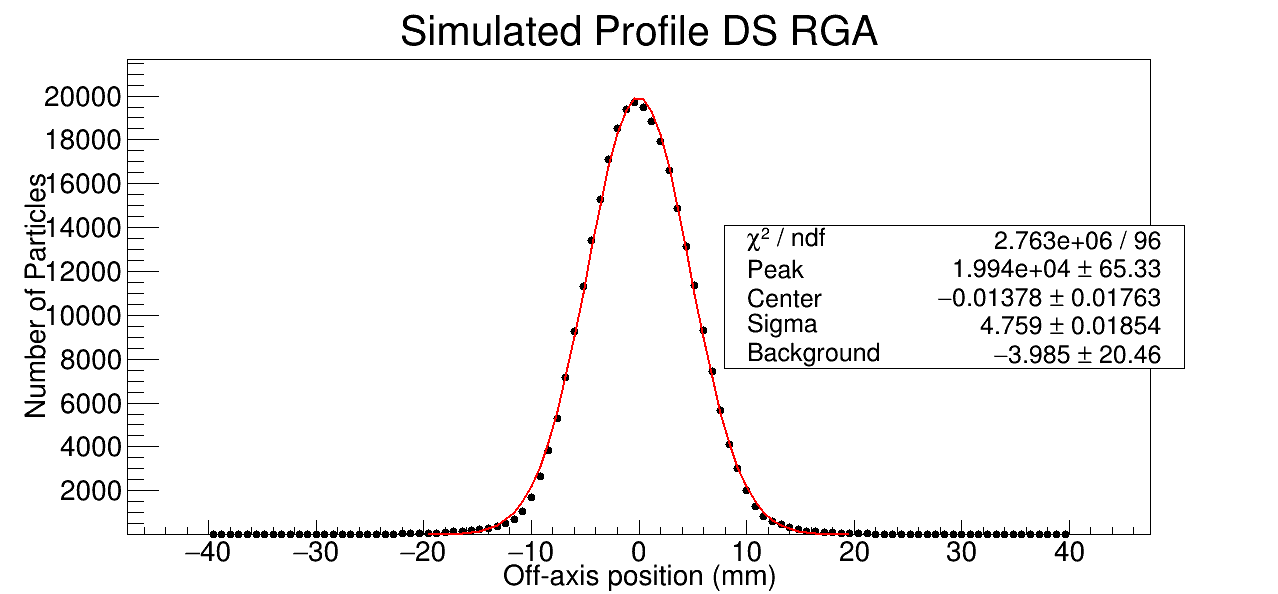 Simulated Profile DS RGA
20000
18000
16000
14000
12000
10000
8000
6000
4000
2000
Number of Particles
χ² / ndf 2.763e+06 / 96
Peak 1.994e+04 ± 65.33
Center −0.01378 ± 0.01763
Sigma 4.759 ± 0.01854
Background −3.985 ± 20.46
−40 −30 −20 −10 0 10 20 30 40
Off-axis position (mm)